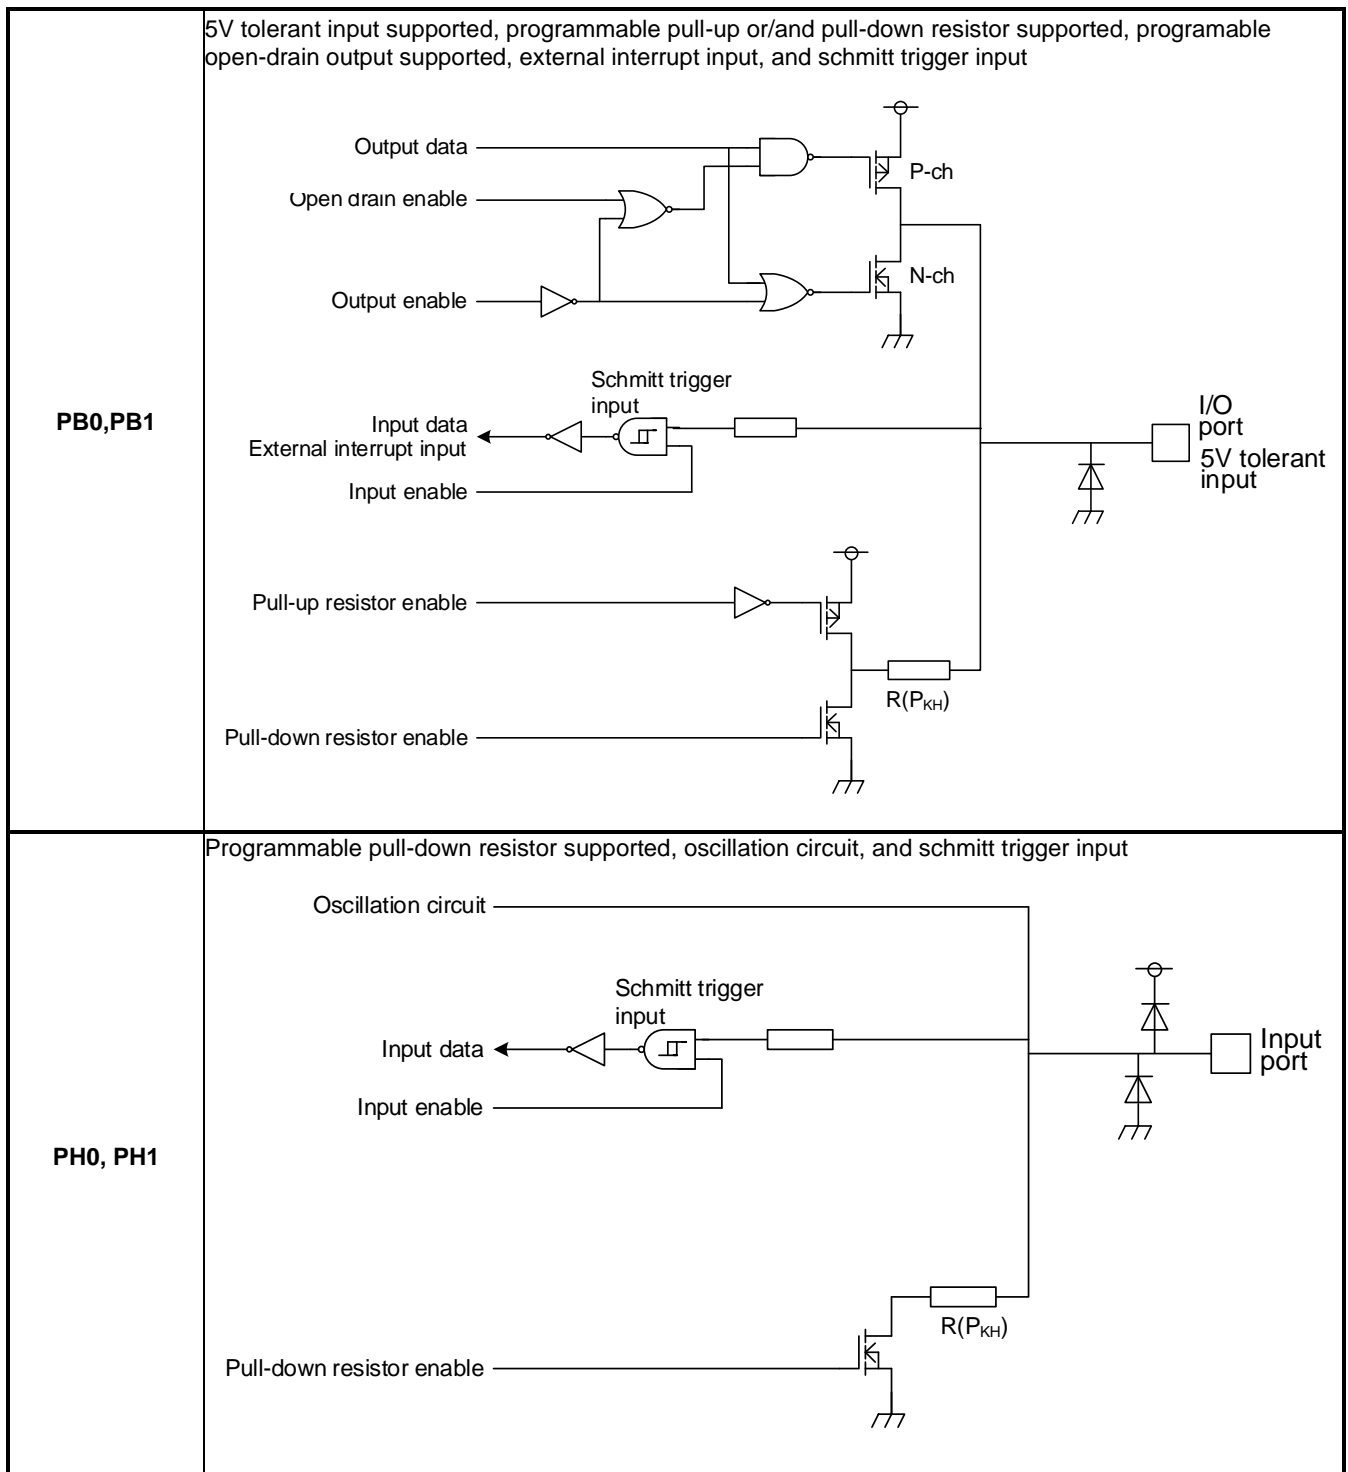 5V tolerant input supported, programmable pull-up or/and pull-down resistor supported, programable
open-drain output supported, external interrupt input, and schmitt trigger input
Output data
P-ch
Open drain enable
N-ch
Output enable
Schmitt trigger
input
PB0,PB1
Input data
External interrupt input
I/O
port
5V tolerant
input
Input enable
Pull-up resistor enable
R(PKH)
Pull-down resistor enable
Programmable pull-down resistor supported, oscillation circuit, and schmitt trigger input
Oscillation circuit
Schmitt trigger
input
Input data
Input
port
Input enable
PH0, PH1
R(PKH)
Pull-down resistor enable